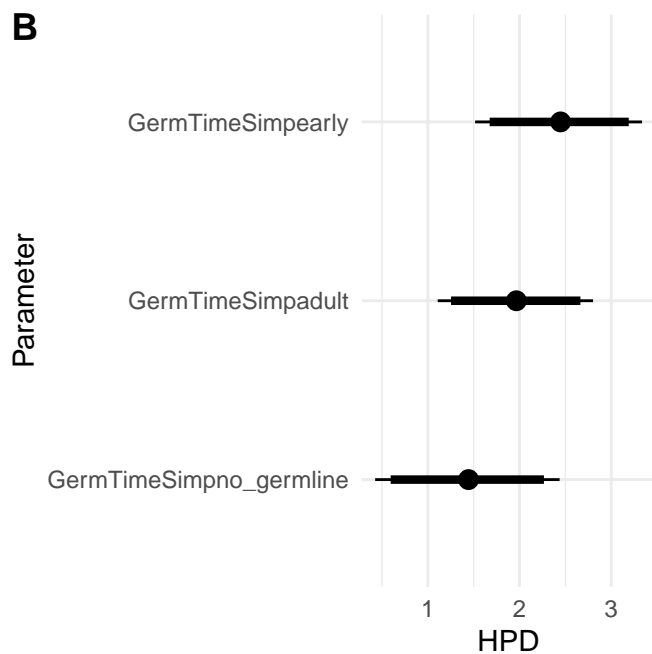 B
GermTimeSimpearly
GermTimeSimpadult
GermTimeSimpno_germline
Parameter
1 2 3
HPD